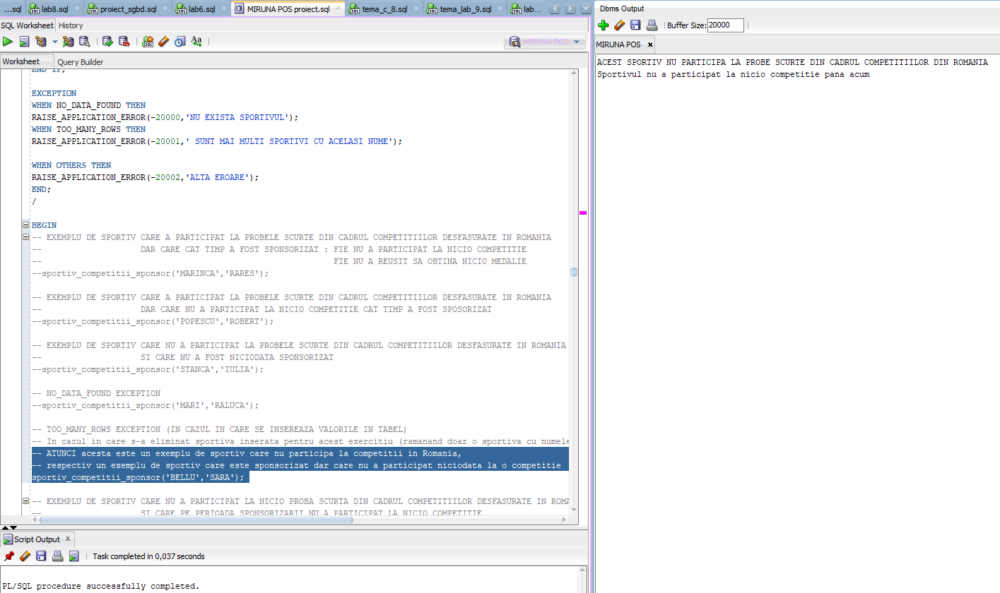 ...sql lab8.sql proiect_sgbd.sql lab6.sql MIRUNA POS proiect.sql tema_c_8.sql tema_lab_9.sql lab...
SQL Worksheet History
MIRUNA POS
Worksheet Query Builder
END IF;
EXCEPTION
WHEN NO_DATA_FOUND THEN
RAISE_APPLICATION_ERROR(-20000,'NU EXISTA SPORTIVUL');
WHEN TOO_MANY_ROWS THEN
RAISE_APPLICATION_ERROR(-20001,' SUNT MAI MULTI SPORTIVI CU ACELASI NUME');
WHEN OTHERS THEN
RAISE_APPLICATION_ERROR(-20002,'ALTA EROARE');
END;
/
BEGIN
-- EXEMPLU DE SPORTIV CARE A PARTICIPAT LA PROBELE SCURTE DIN CADRUL COMPETITIILOR DESFASURATE IN ROMANIA
-- DAR CARE CAT TIMP A FOST SPONSORIZAT : FIE NU A PARTICIPAT LA NICIO COMPETITIE
-- FIE NU A REUSIT SA OBTINA NICIO MEDALIE
--sportiv_competitii_sponsor('MARINCA','RARES');
-- EXEMPLU DE SPORTIV CARE A PARTICIPAT LA PROBELE SCURTE DIN CADRUL COMPETITIILOR DESFASURATE IN ROMANIA
-- DAR CARE NU A PARTICIPAT LA NICIO COMPETITIE CAT TIMP A FOST SPOSORIZAT
--sportiv_competitii_sponsor('POPESCU','ROBERT');
-- EXEMPLU DE SPORTIV CARE NU A PARTICIPAT LA PROBELE SCURTE DIN CADRUL COMPETITIILOR DESFASURATE IN ROMANIA
-- SI CARE NU A FOST NICIODATA SPONSORIZAT
--sportiv_competitii_sponsor('STANCA','IULIA');
-- NO_DATA_FOUND EXCEPTION
--sportiv_competitii_sponsor('MARI','RALUCA');
-- TOO_MANY_ROWS EXCEPTION (IN CAZUL IN CARE SE INSEREAZA VALORILE IN TABEL)
-- In cazul in care s-a eliminat sportiva inserata pentru acest exercitiu (ramanand doar o sportiva cu numele
-- ATUNCI acesta este un exemplu de sportiv care nu participa la competitii in Romania,
-- respectiv un exemplu de sportiv care este sponsorizat dar care nu a participat niciodata la o competitie
sportiv_competitii_sponsor('BELLU','SARA');
-- EXEMPLU DE SPORTIV CARE NU A PARTICIPAT LA NICIO PROBA SCURTA DIN CADRUL COMPETITIILOR DESFASURATE IN ROMA
-- SI CARE PE PERIOADA SPONSORIZARII NU A PARTICIPAT LA NICIO COMPETITIE
Script Output x
Task completed in 0,037 seconds
PL/SQL procedure successfully completed.
Dbms Output
Buffer Size: 20000
MIRUNA POS x
ACEST SPORTIV NU PARTICIPA LA PROBE SCURTE DIN CADRUL COMPETITIILOR DIN ROMANIA
Sportivul nu a participat la nicio competitie pana acum